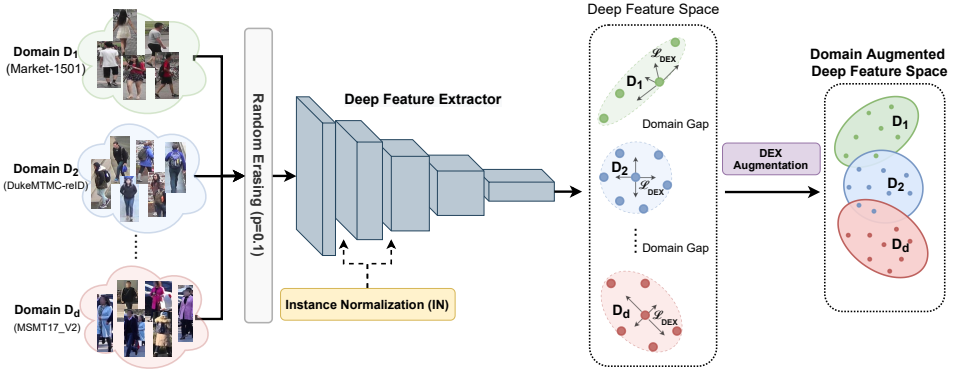 Domain D1
(Market-1501)
Domain D2
(DukeMTMC-reID)
Domain Dd
(MSMT17_V2)
Random Erasing (p=0.1)
Deep Feature Extractor
Instance Normalization (IN)
Deep Feature Space
D1
ℒDEX
Domain Gap
D2
ℒDEX
Domain Gap
Dd
ℒDEX
DEX
Augmentation
Domain Augmented
Deep Feature Space
D1
D2
Dd